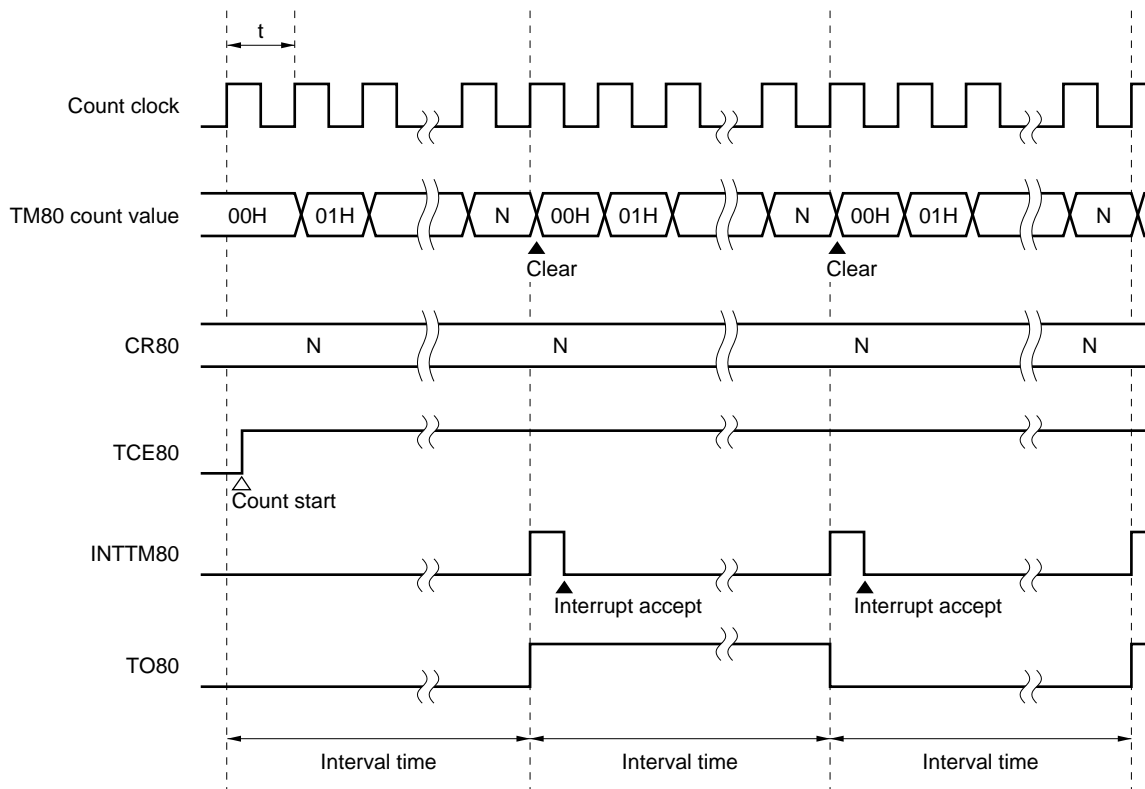 t
Count clock
TM80 count value 00H 01H N 00H 01H N 00H 01H N
Clear Clear
CR80 N N N N
TCE80
Count start
INTTM80
Interrupt accept Interrupt accept
TO80
Interval time Interval time Interval time